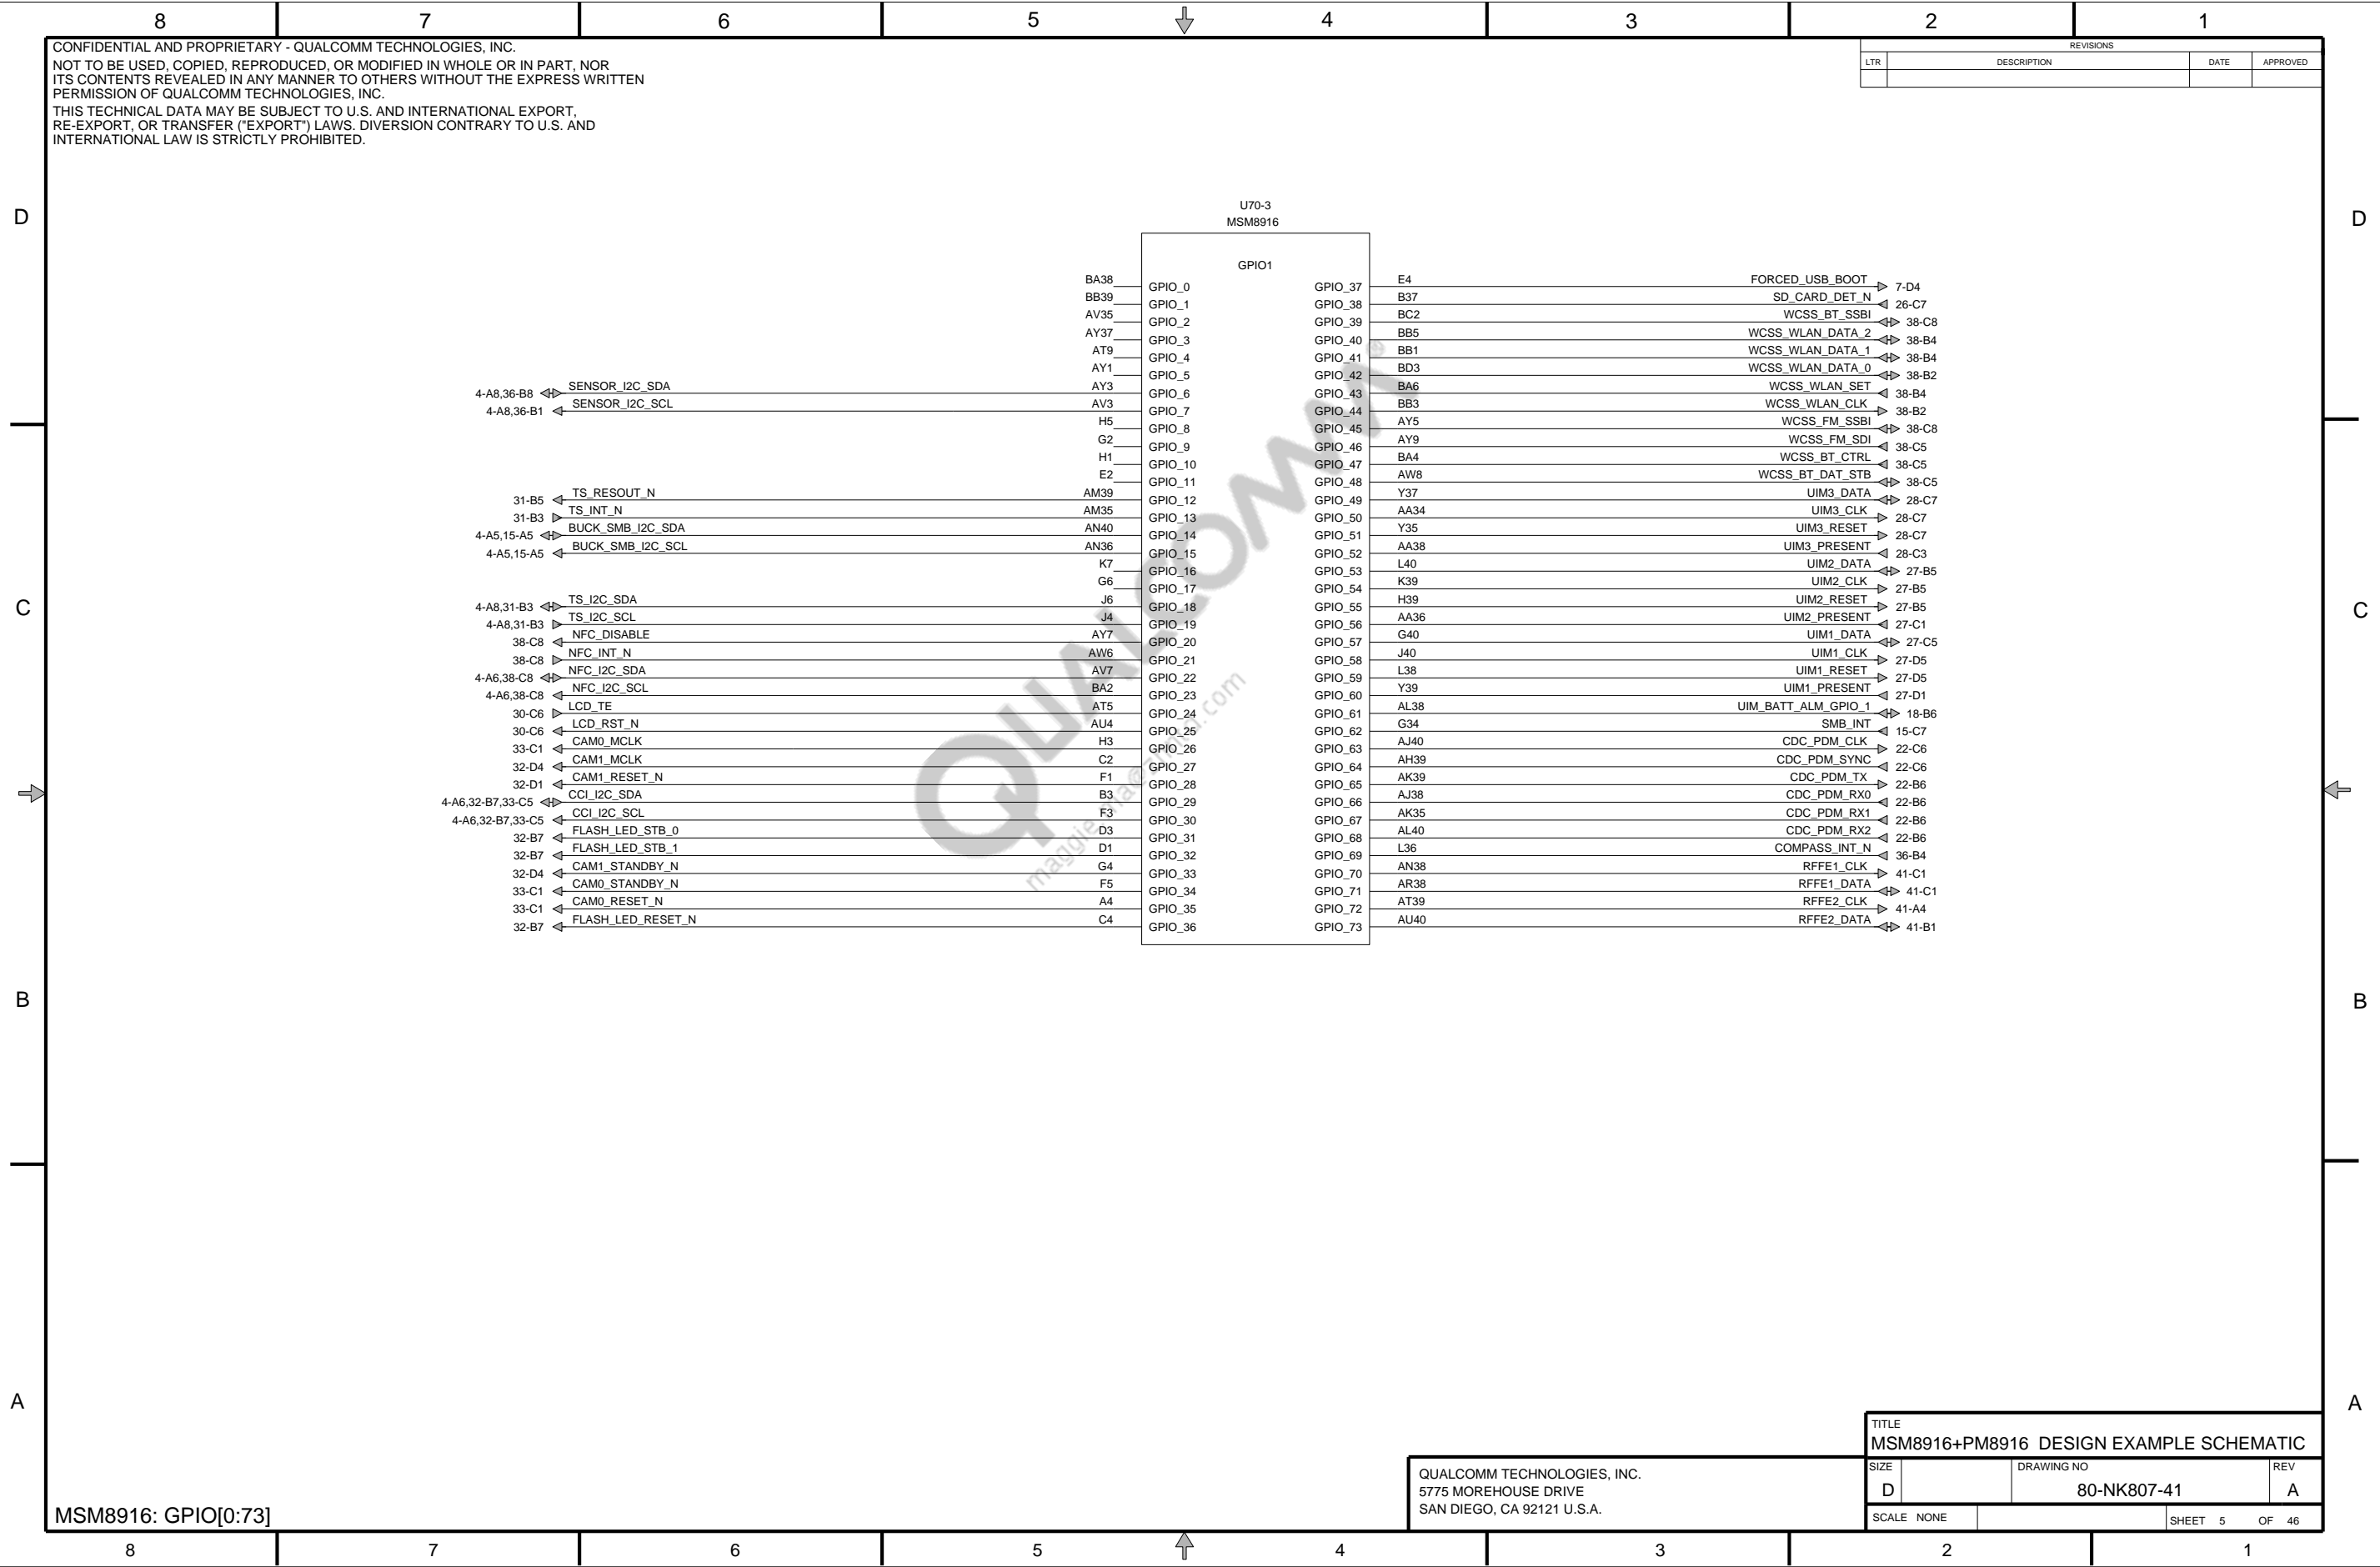 8 7 6 5 4 3 2 1
CONFIDENTIAL AND PROPRIETARY - QUALCOMM TECHNOLOGIES, INC.
NOT TO BE USED, COPIED, REPRODUCED, OR MODIFIED IN WHOLE OR IN PART, NOR
ITS CONTENTS REVEALED IN ANY MANNER TO OTHERS WITHOUT THE EXPRESS WRITTEN
PERMISSION OF QUALCOMM TECHNOLOGIES, INC.
THIS TECHNICAL DATA MAY BE SUBJECT TO U.S. AND INTERNATIONAL EXPORT,
RE-EXPORT, OR TRANSFER ("EXPORT") LAWS. DIVERSION CONTRARY TO U.S. AND
INTERNATIONAL LAW IS STRICTLY PROHIBITED.
REVISIONS
LTR DESCRIPTION DATE APPROVED
D D
U70-3
MSM8916
GPIO1
BA38 GPIO_0 GPIO_37 E4 FORCED_USB_BOOT 7-D4
BB39 GPIO_1 GPIO_38 B37 SD_CARD_DET_N 26-C7
AV35 GPIO_2 GPIO_39 BC2 WCSS_BT_SSBI 38-C8
AY37 GPIO_3 GPIO_40 BB5 WCSS_WLAN_DATA_2 38-B4
AT9 GPIO_4 GPIO_41 BB1 WCSS_WLAN_DATA_1 38-B4
AY1 GPIO_5 GPIO_42 BD3 WCSS_WLAN_DATA_0 38-B2
4-A8,36-B8 SENSOR_I2C_SDA AY3 GPIO_6 GPIO_43 BA6 WCSS_WLAN_SET 38-B4
4-A8,36-B1 SENSOR_I2C_SCL AV3 GPIO_7 GPIO_44 BB3 WCSS_WLAN_CLK 38-B2
H5 GPIO_8 GPIO_45 AY5 WCSS_FM_SSBI 38-C8
G2 GPIO_9 GPIO_46 AY9 WCSS_FM_SDI 38-C5
H1 GPIO_10 GPIO_47 BA4 WCSS_BT_CTRL 38-C5
E2 GPIO_11 GPIO_48 AW8 WCSS_BT_DAT_STB 38-C5
31-B5 TS_RESOUT_N AM39 GPIO_12 GPIO_49 Y37 UIM3_DATA 28-C7
31-B3 TS_INT_N AM35 GPIO_13 GPIO_50 AA34 UIM3_CLK 28-C7
4-A5,15-A5 BUCK_SMB_I2C_SDA AN40 GPIO_14 GPIO_51 Y35 UIM3_RESET 28-C7
4-A5,15-A5 BUCK_SMB_I2C_SCL AN36 GPIO_15 GPIO_52 AA38 UIM3_PRESENT 28-C3
K7 GPIO_16 GPIO_53 L40 UIM2_DATA 27-B5
G6 GPIO_17 GPIO_54 K39 UIM2_CLK 27-B5
4-A8,31-B3 TS_I2C_SDA J6 GPIO_18 GPIO_55 H39 UIM2_RESET 27-B5
4-A8,31-B3 TS_I2C_SCL J4 GPIO_19 GPIO_56 AA36 UIM2_PRESENT 27-C1
38-C8 NFC_DISABLE AY7 GPIO_20 GPIO_57 G40 UIM1_DATA 27-C5
38-C8 NFC_INT_N AW6 GPIO_21 GPIO_58 J40 UIM1_CLK 27-D5
4-A6,38-C8 NFC_I2C_SDA AV7 GPIO_22 GPIO_59 L38 UIM1_RESET 27-D5
4-A6,38-C8 NFC_I2C_SCL BA2 GPIO_23 GPIO_60 Y39 UIM1_PRESENT 27-D1
30-C6 LCD_TE AT5 GPIO_24 GPIO_61 AL38 UIM_BATT_ALM_GPIO_1 18-B6
30-C6 LCD_RST_N AU4 GPIO_25 GPIO_62 G34 SMB_INT 15-C7
33-C1 CAM0_MCLK H3 GPIO_26 GPIO_63 AJ40 CDC_PDM_CLK 22-C6
32-D4 CAM1_MCLK C2 GPIO_27 GPIO_64 AH39 CDC_PDM_SYNC 22-C6
32-D1 CAM1_RESET_N F1 GPIO_28 GPIO_65 AK39 CDC_PDM_TX 22-B6
4-A6,32-B7,33-C5 CCI_I2C_SDA B3 GPIO_29 GPIO_66 AJ38 CDC_PDM_RX0 22-B6
4-A6,32-B7,33-C5 CCI_I2C_SCL F3 GPIO_30 GPIO_67 AK35 CDC_PDM_RX1 22-B6
32-B7 FLASH_LED_STB_0 D3 GPIO_31 GPIO_68 AL40 CDC_PDM_RX2 22-B6
32-B7 FLASH_LED_STB_1 D1 GPIO_32 GPIO_69 L36 COMPASS_INT_N 36-B4
32-D4 CAM1_STANDBY_N G4 GPIO_33 GPIO_70 AN38 RFFE1_CLK 41-C1
33-C1 CAM0_STANDBY_N F5 GPIO_34 GPIO_71 AR38 RFFE1_DATA 41-C1
33-C1 CAM0_RESET_N A4 GPIO_35 GPIO_72 AT39 RFFE2_CLK 41-A4
32-B7 FLASH_LED_RESET_N C4 GPIO_36 GPIO_73 AU40 RFFE2_DATA 41-B1
QUALCOMM®
C C
B B
A A
TITLE
MSM8916+PM8916 DESIGN EXAMPLE SCHEMATIC
QUALCOMM TECHNOLOGIES, INC.
5775 MOREHOUSE DRIVE
SAN DIEGO, CA 92121 U.S.A.
SIZE DRAWING NO REV
D 80-NK807-41 A
SCALE NONE SHEET 5 OF 46
MSM8916: GPIO[0:73]
8 7 6 5 4 3 2 1